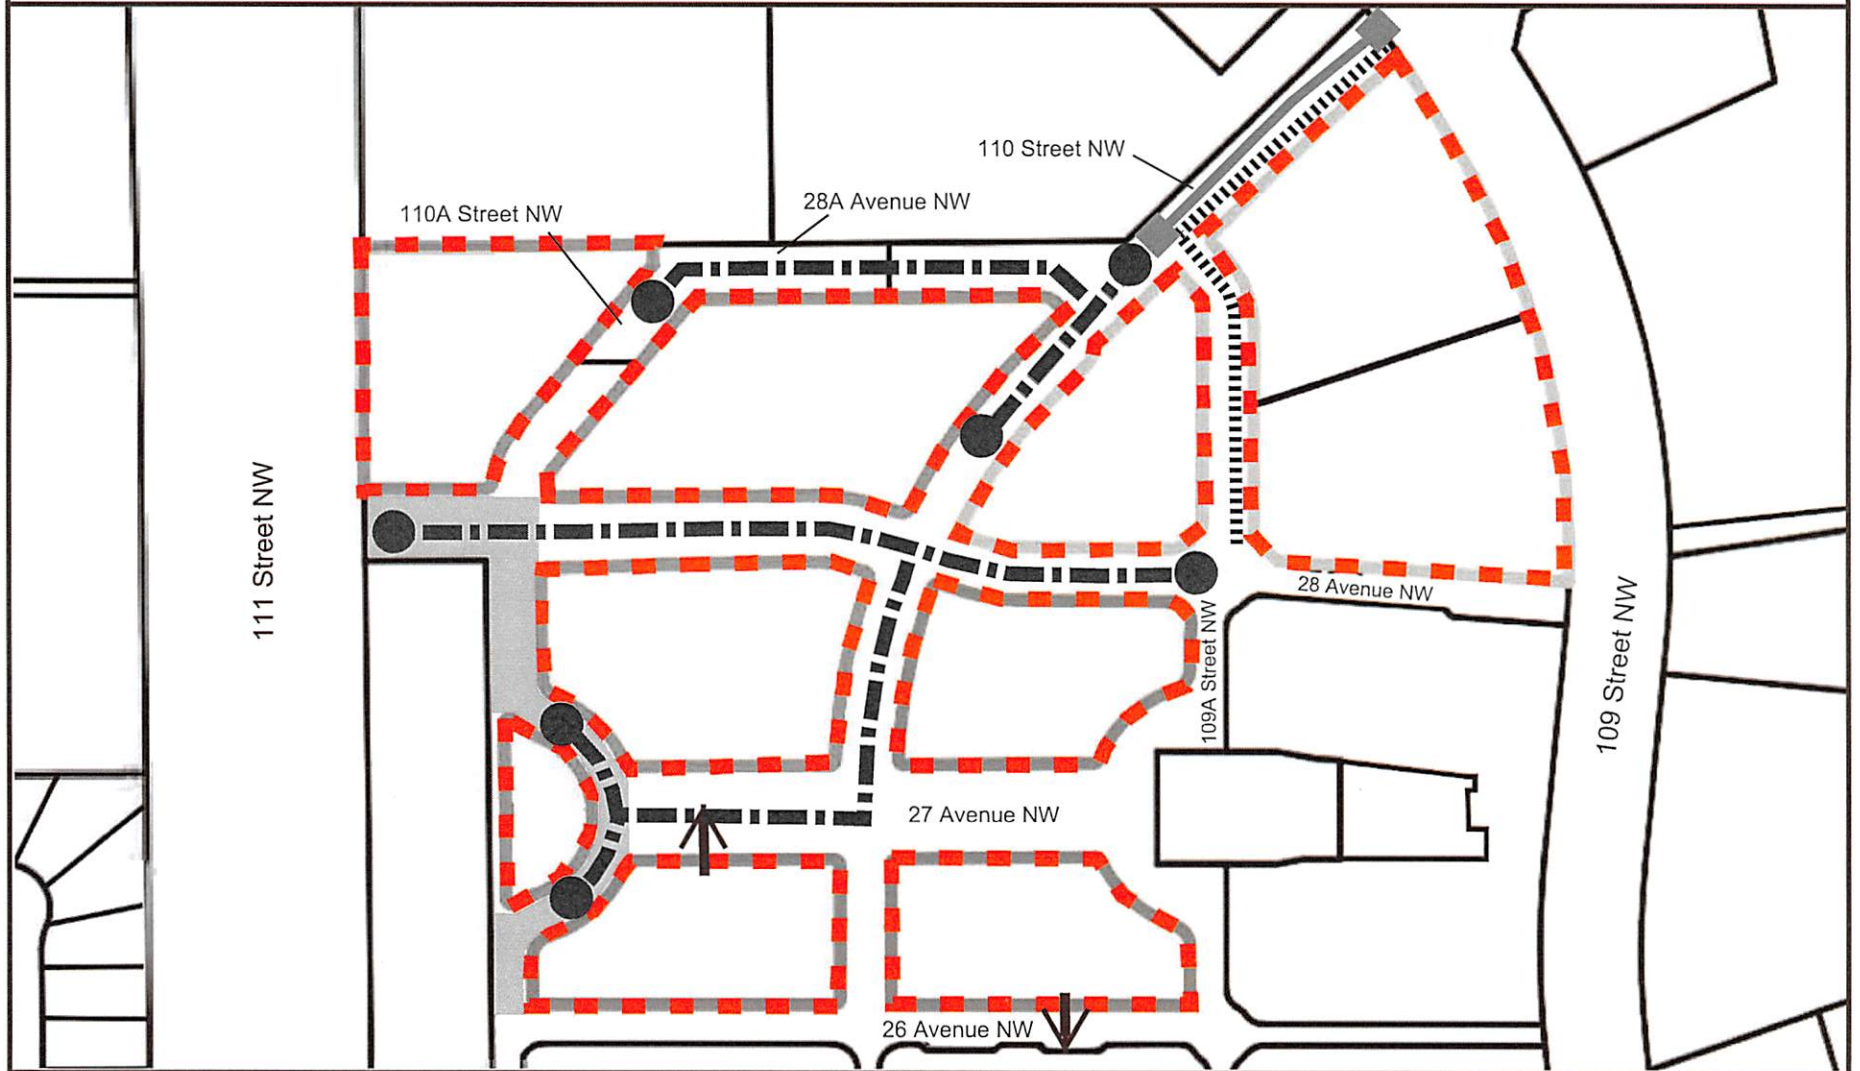 110 Street NW
28A Avenue NW
110A Street NW
111 Street NW
28 Avenue NW
109A Street NW
109 Street NW
27 Avenue NW
26 Avenue NW